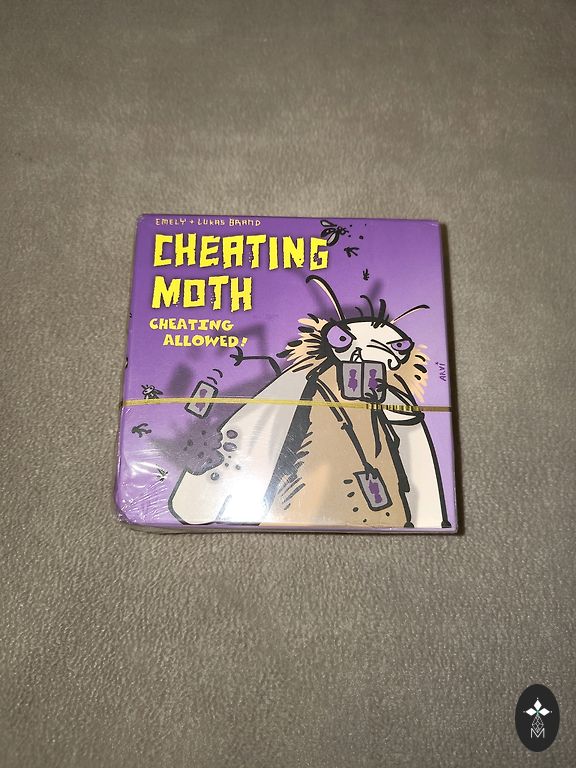 EMELY + LUKAS BRAND
CHEATING
MOTH
CHEATING
ALLOWED!
ARVI
M